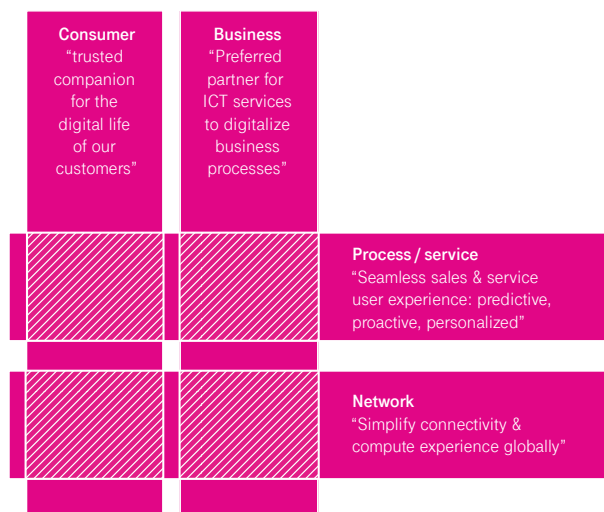 Consumer
“trusted
companion
for the
digital life
of our
customers”
Business
“Preferred
partner for
ICT services
to digitalize
business
processes”
Process / service
“Seamless sales & service
user experience: predictive,
proactive, personalized”
Network
“Simplify connectivity &
compute experience globally”